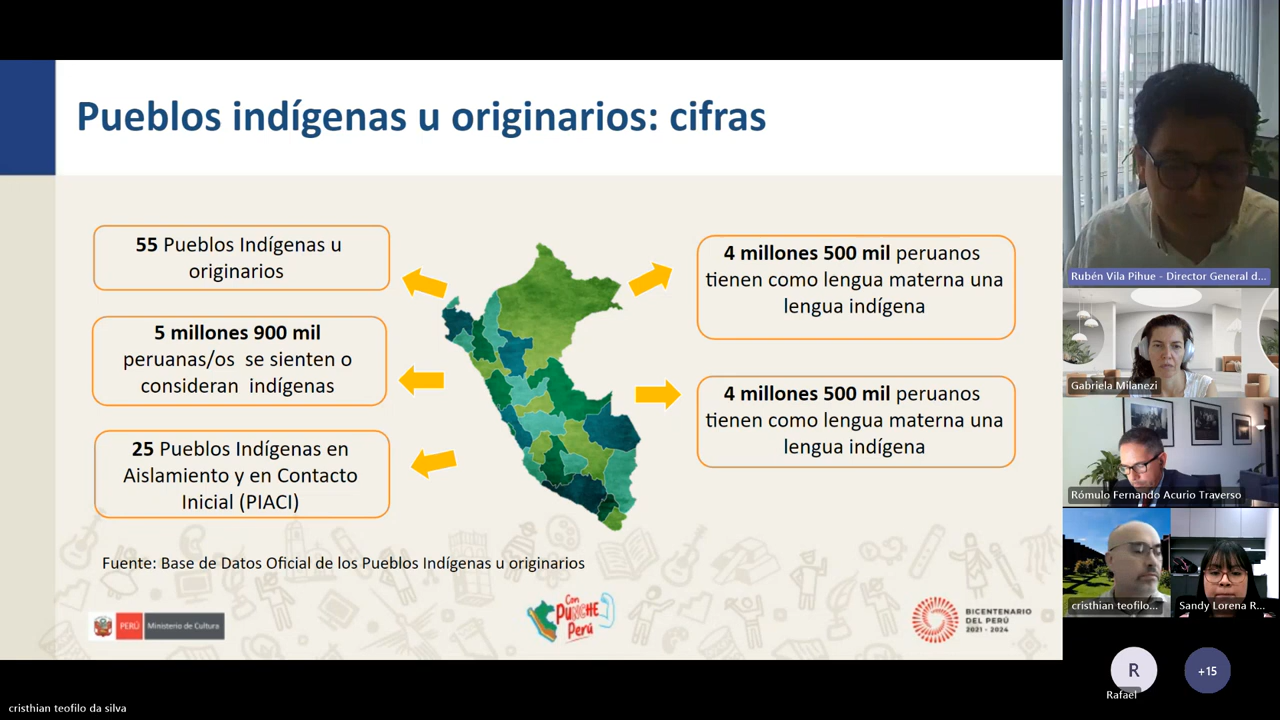 Pueblos indígenas u originarios: cifras
55 Pueblos Indígenas u
originarios
5 millones 900 mil
peruanas/os se sienten o
consideran indígenas
25 Pueblos Indígenas en
Aislamiento y en Contacto
Inicial (PIACI)
4 millones 500 mil peruanos
tienen como lengua materna una
lengua indígena
4 millones 500 mil peruanos
tienen como lengua materna una
lengua indígena
Fuente: Base de Datos Oficial de los Pueblos Indígenas u originarios
PERÚ Ministerio de Cultura
Con
PUNCHE
Perú
BICENTENARIO
DEL PERÚ
2021 - 2024
Rubén Vila Pihue - Director General d...
Gabriela Milanezi
Rómulo Fernando Acurio Traverso
cristhian teofilo...
Sandy Lorena R...
R
Rafael
+15
cristhian teofilo da silva